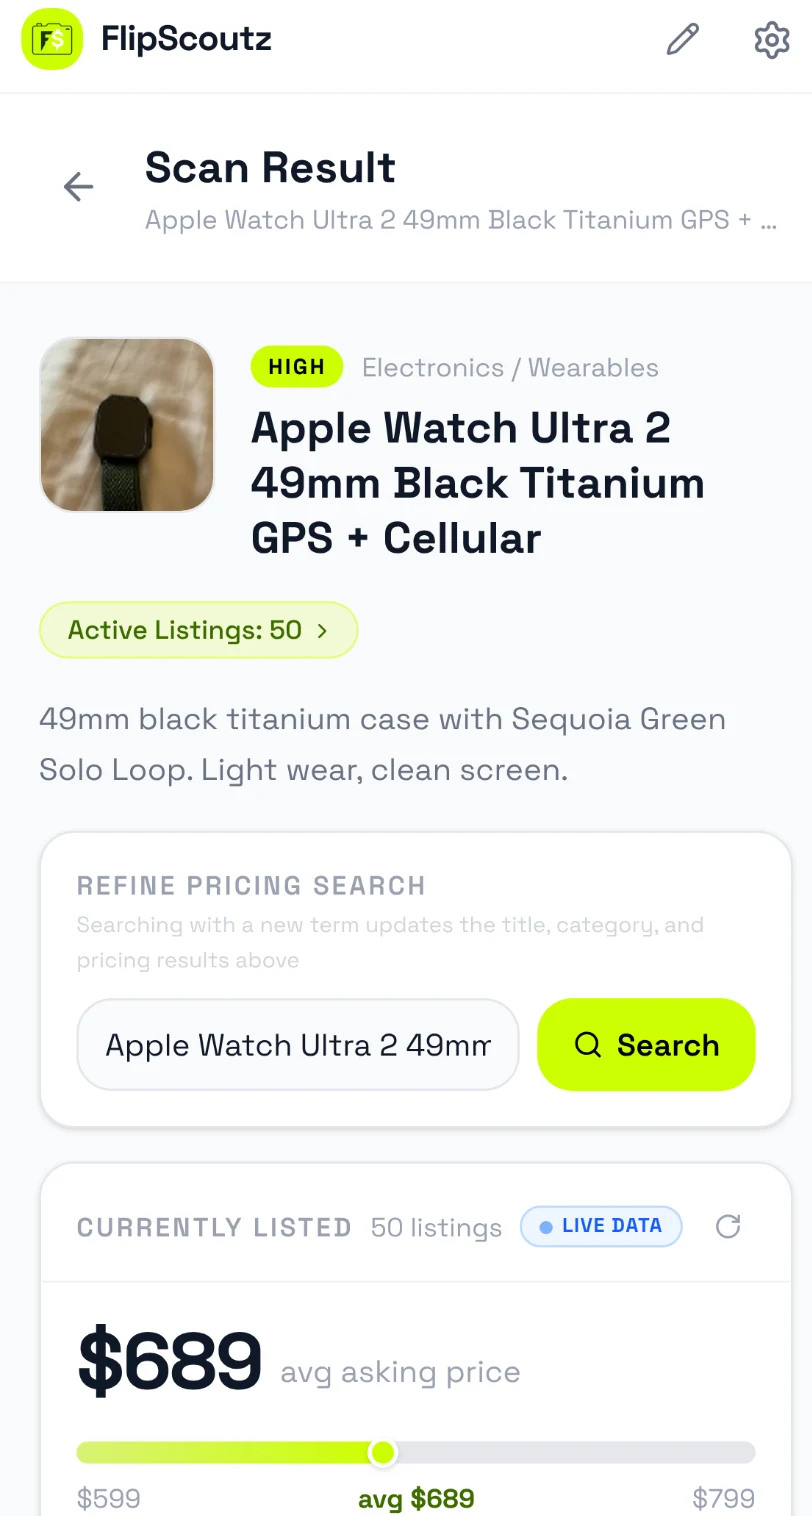 F$
FlipScoutz
Scan Result
Apple Watch Ultra 2 49mm Black Titanium GPS + ...
HIGH
Electronics / Wearables
Apple Watch Ultra 2
49mm Black Titanium
GPS + Cellular
Active Listings: 50
49mm black titanium case with Sequoia Green
Solo Loop. Light wear, clean screen.
REFINE PRICING SEARCH
Searching with a new term updates the title, category, and
pricing results above
Apple Watch Ultra 2 49mm
Search
CURRENTLY LISTED 50 listings LIVE DATA
$689 avg asking price
$599 avg $689 $799